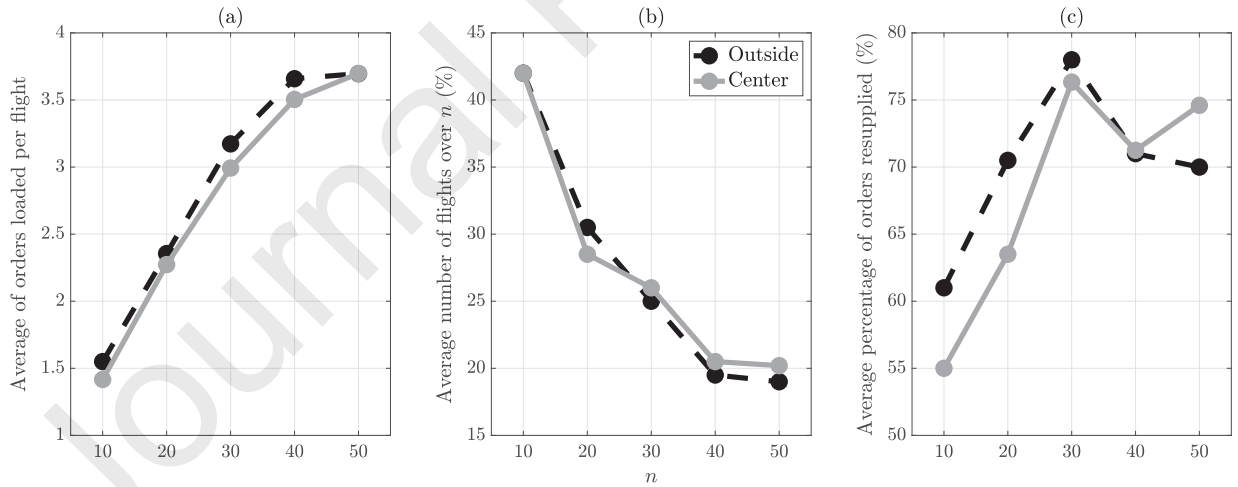 (a)
Average of orders loaded per flight
4
3.5
3
2.5
2
1.5
1
10 20 30 40 50
(b)
Average number of flights over n (%)
45
40
35
30
25
20
15
10 20 30 40 50
n
Outside
Center
(c)
Average percentage of orders resupplied (%)
80
75
70
65
60
55
50
10 20 30 40 50
Journal